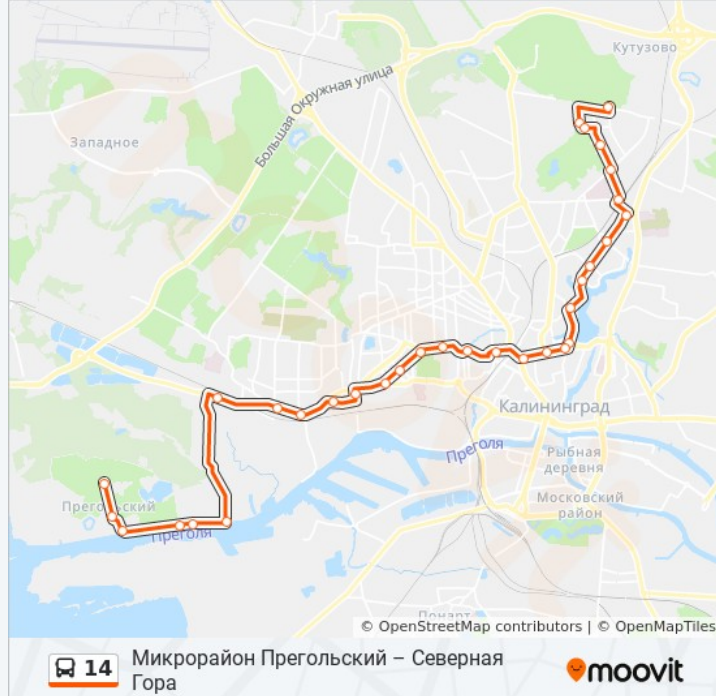 Кутузово
Большая Окружная улица
Западное
Калининград
Преголя
Рыбная
деревня
Московский
район
Прегольский
Преголя
Понарт
© OpenStreetMap contributors | © OpenMapTiles
14
Микрорайон Прегольский – Северная
Гора
moovit